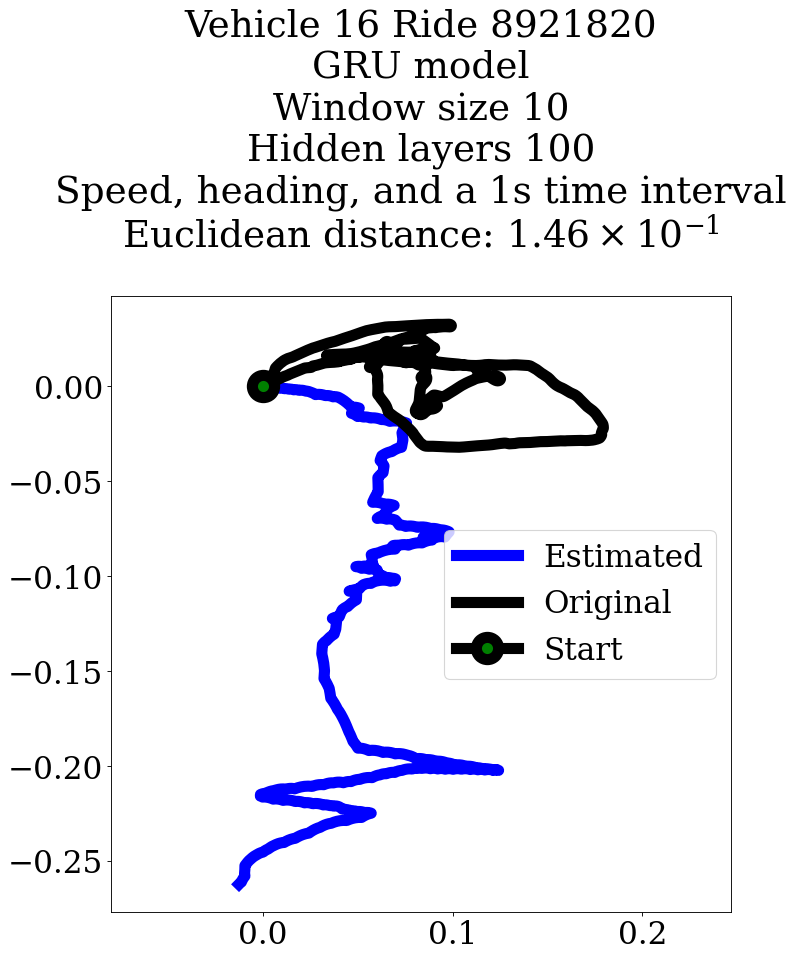 Vehicle 16 Ride 8921820
GRU model
Window size 10
Hidden layers 100
Speed, heading, and a 1s time interval
Euclidean distance: 1.46 × 10⁻¹
0.00
−0.05
−0.10
−0.15
−0.20
−0.25
Estimated
Original
Start
0.0 0.1 0.2